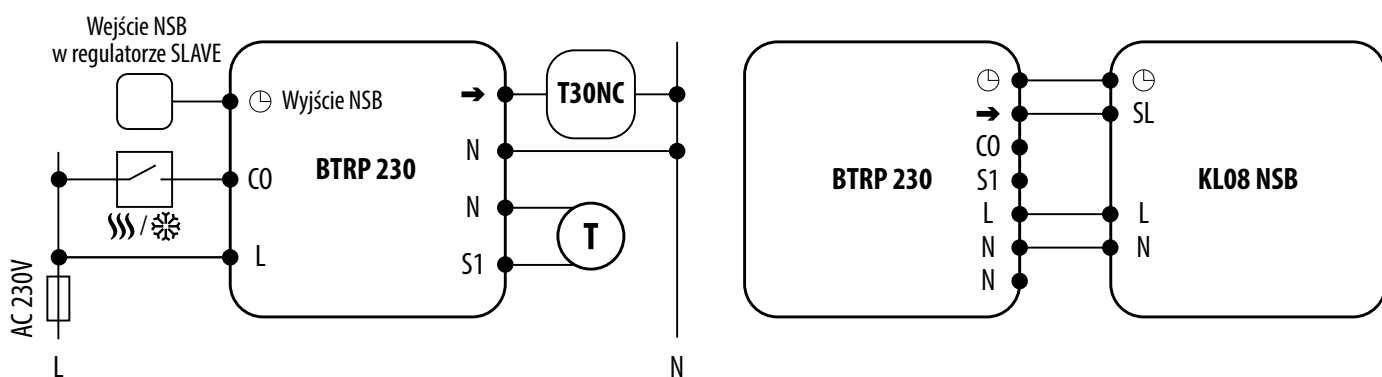 Wejście NSB
w regulatorze SLAVE
Wyjście NSB
CO
L
BTRP 230
➔
N
N
S1
T30NC
T
/
AC 230V
L
N
BTRP 230
➔
CO
S1
L
N
N
SL
L
N
KL08 NSB